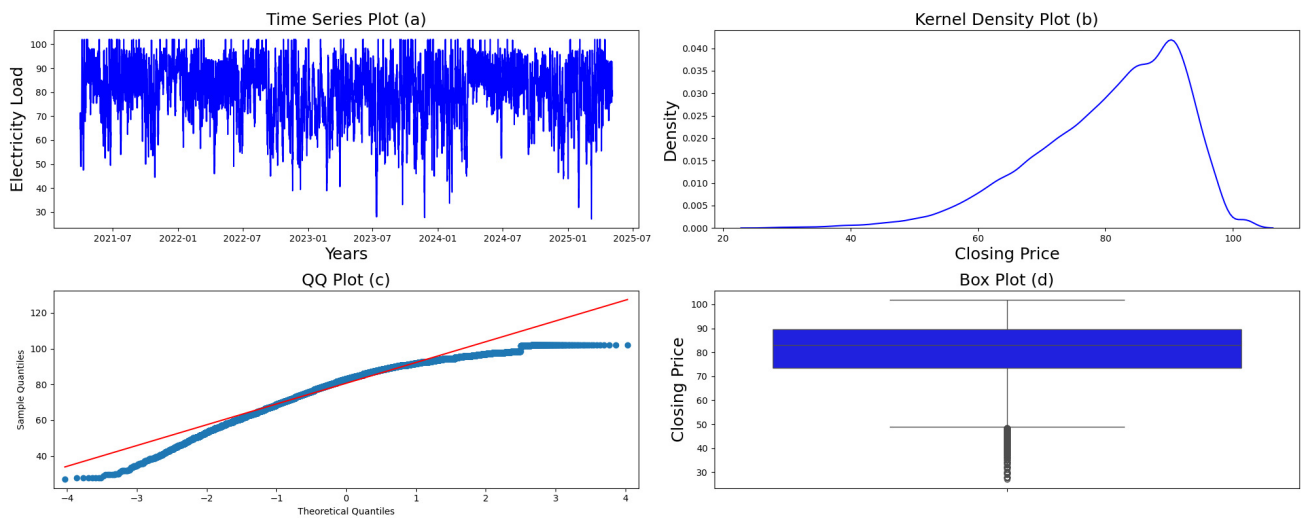 Time Series Plot (a)
Electricity Load
100
90
80
70
60
50
40
30
2021-07 2022-01 2022-07 2023-01 2023-07 2024-01 2024-07 2025-01 2025-07
Years
Kernel Density Plot (b)
Density
0.040
0.035
0.030
0.025
0.020
0.015
0.010
0.005
0.000
20 40 60 80 100
Closing Price
QQ Plot (c)
Sample Quantiles
120
100
80
60
40
−4 −3 −2 −1 0 1 2 3 4
Theoretical Quantiles
Box Plot (d)
Closing Price
100
90
80
70
60
50
40
30